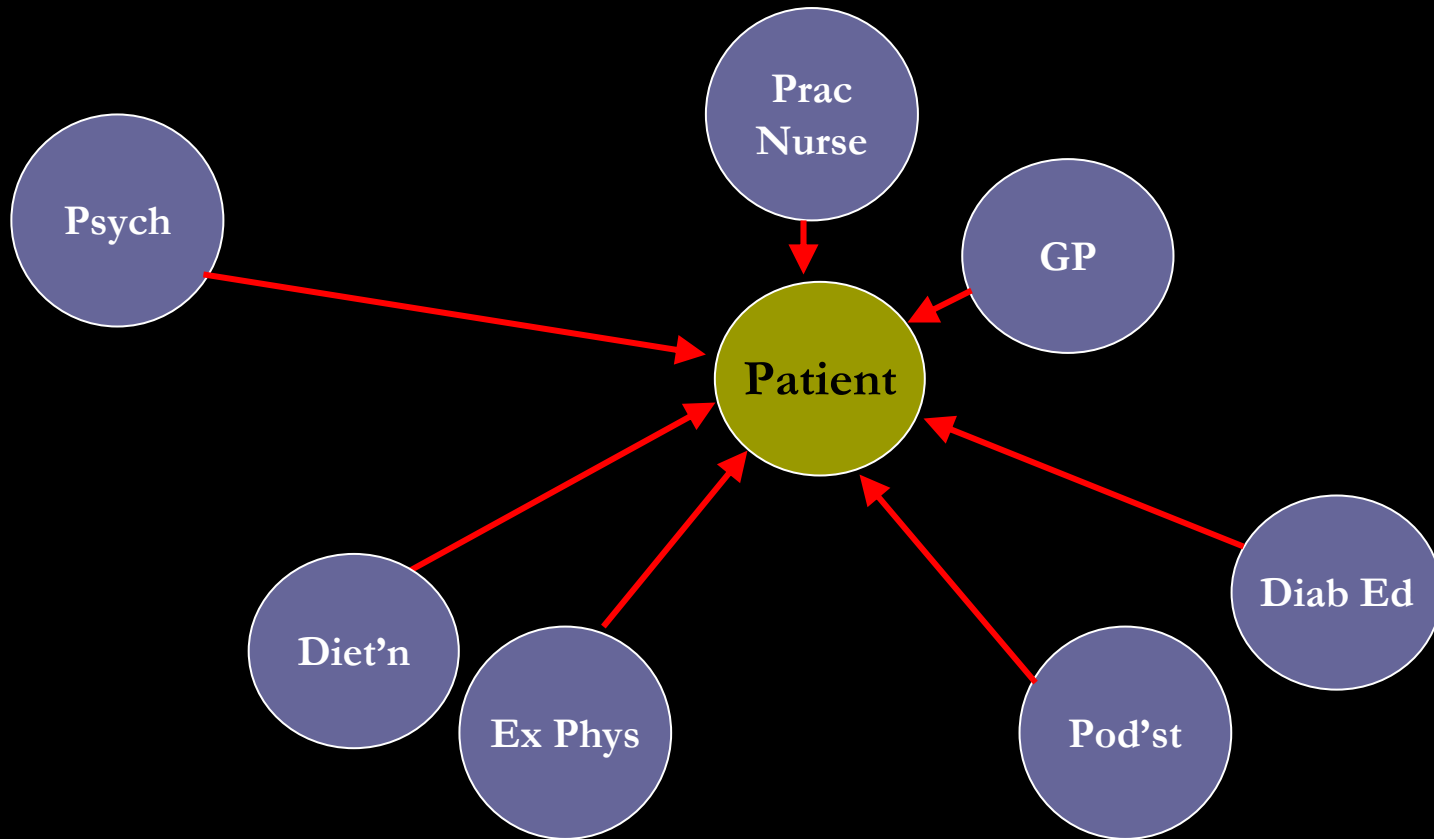 Prac
Nurse
Psych
GP
Patient
Diab Ed
Diet’n
Ex Phys
Pod’st